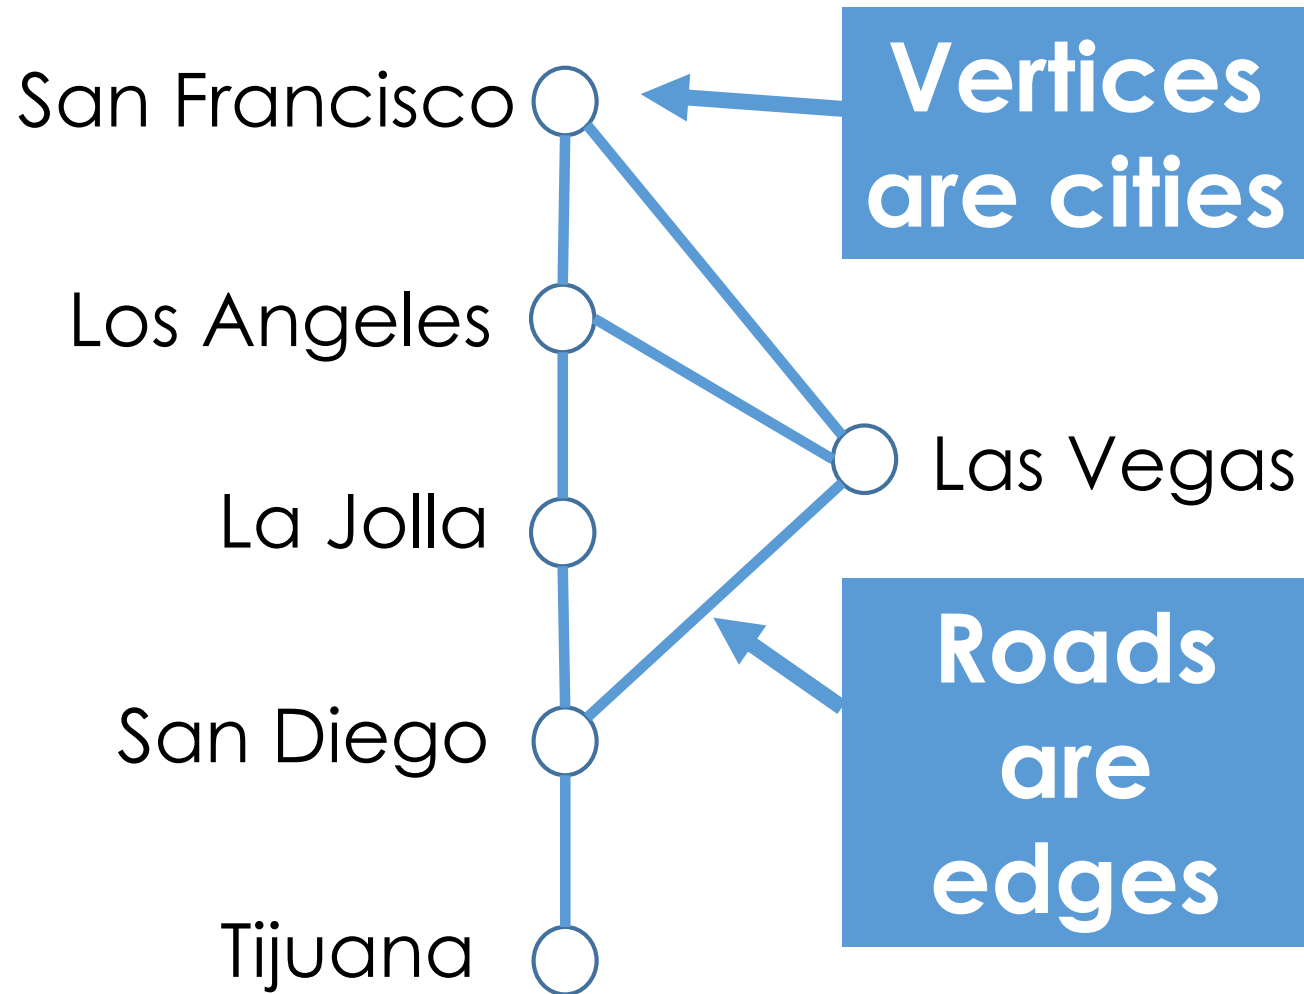 San Francisco
Vertices
are cities
Los Angeles
Las Vegas
La Jolla
Roads
are
edges
San Diego
Tijuana